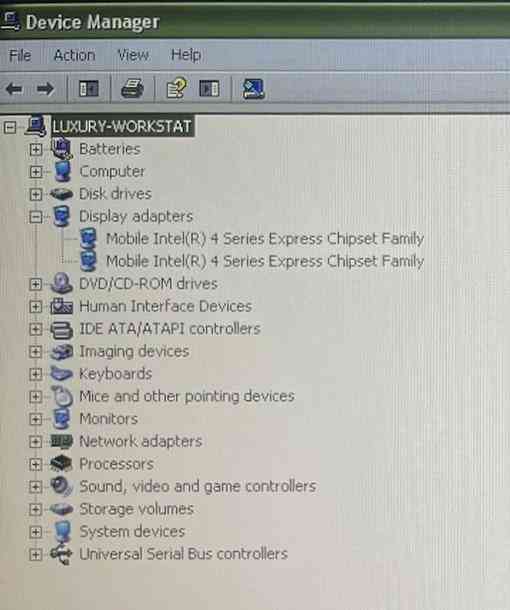 Device Manager
File Action View Help
LUXURY-WORKSTAT
Batteries
Computer
Disk drives
Display adapters
Mobile Intel(R) 4 Series Express Chipset Family
Mobile Intel(R) 4 Series Express Chipset Family
DVD/CD-ROM drives
Human Interface Devices
IDE ATA/ATAPI controllers
Imaging devices
Keyboards
Mice and other pointing devices
Monitors
Network adapters
Processors
Sound, video and game controllers
Storage volumes
System devices
Universal Serial Bus controllers